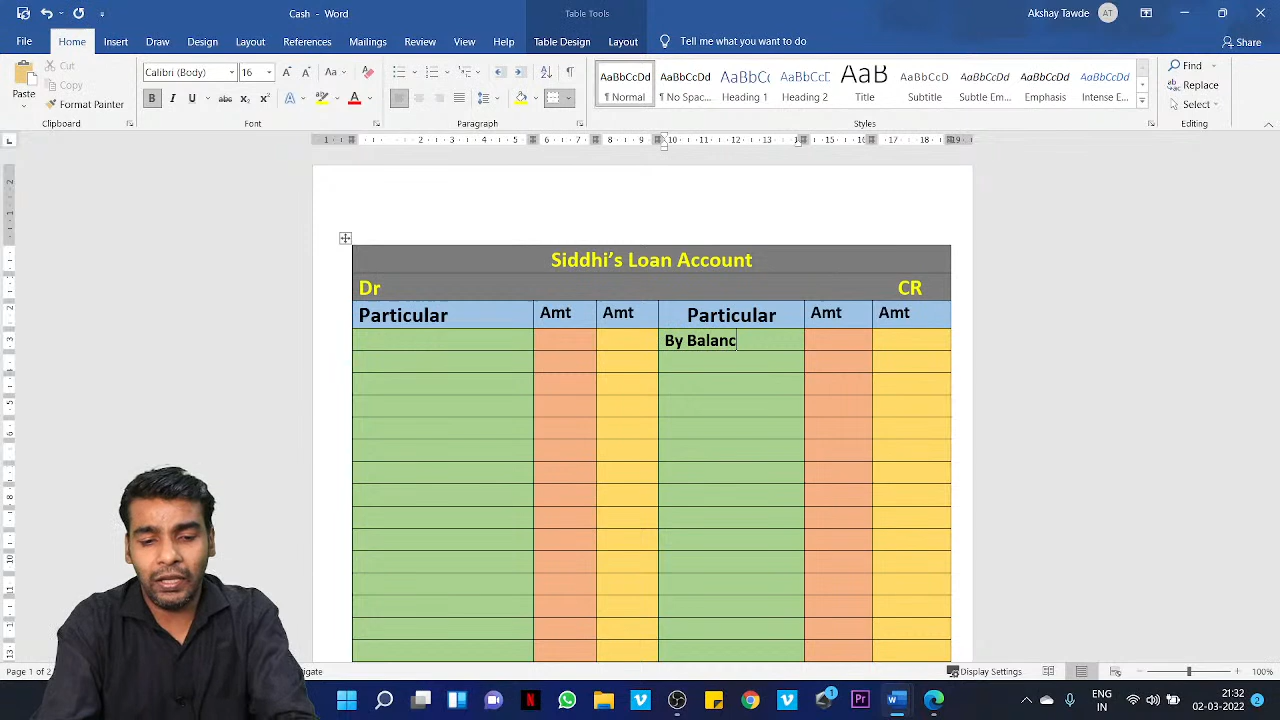 Cash - Word
Table Tools
Akshay Tawde
AT
File Home Insert Draw Design Layout References Mailings Review View Help Table Design Layout Tell me what you want to do Share
Paste
Cut
Copy
Format Painter
Clipboard
Calibri (Body) 16
Font
Paragraph
AaBbCcDd ¶ Normal
AaBbCcDd ¶ No Spac...
AaBbCc Heading 1
AaBbCcD Heading 2
AaB Title
AaBbCcD Subtitle
AaBbCcDd Subtle Em...
AaBbCcDd Emphasis
AaBbCcDd Intense E...
Styles
Find
Replace
Select
Editing
Siddhi's Loan Account
Dr CR
Particular Amt Amt Particular Amt Amt
By Balanc
Page 1 of 2
Display Settings
100%
ENG
IN
21:32
02-03-2022